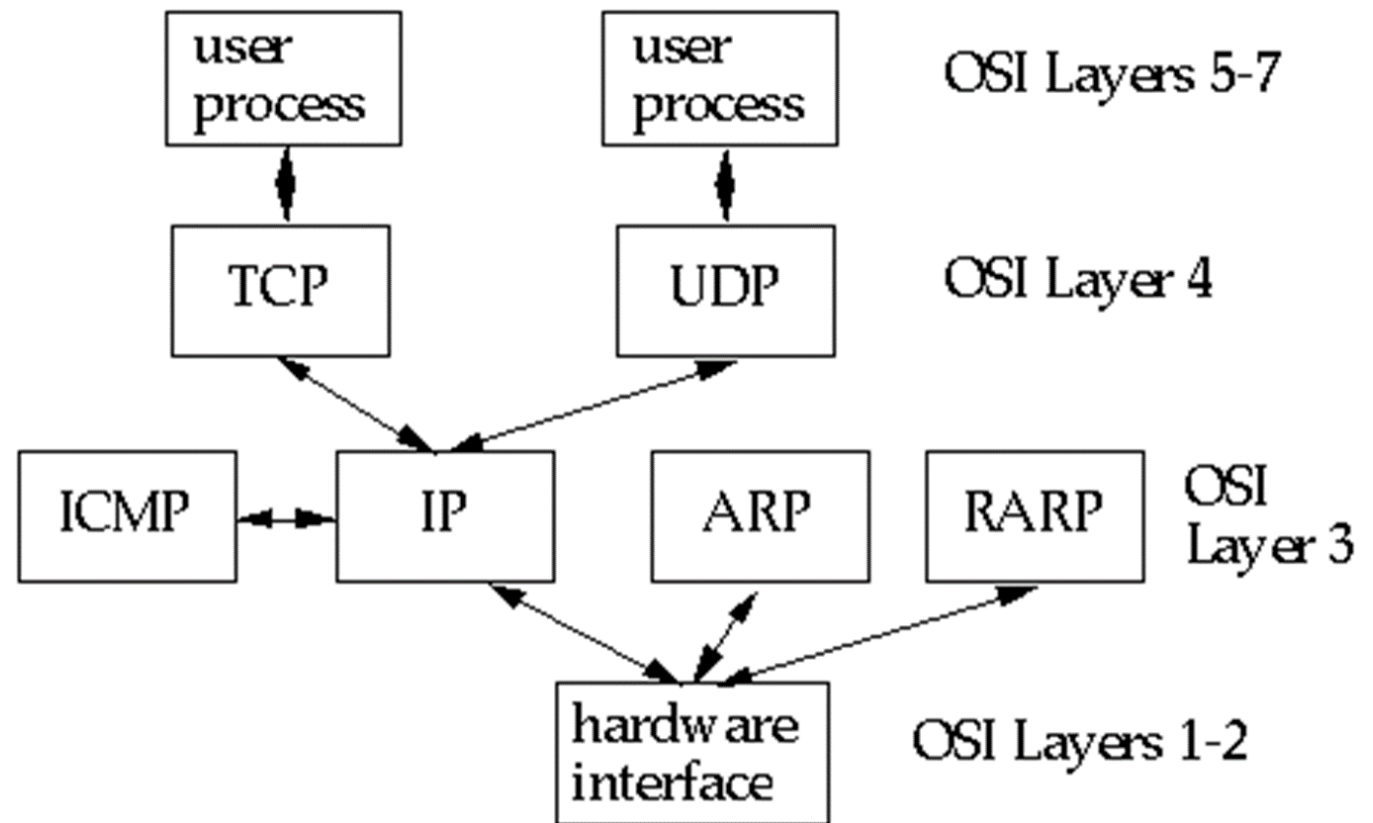 user
process
user
process
OSI Layers 5-7
TCP
UDP
OSI Layer 4
ICMP
IP
ARP
RARP
OSI
Layer 3
hardware
interface
OSI Layers 1-2